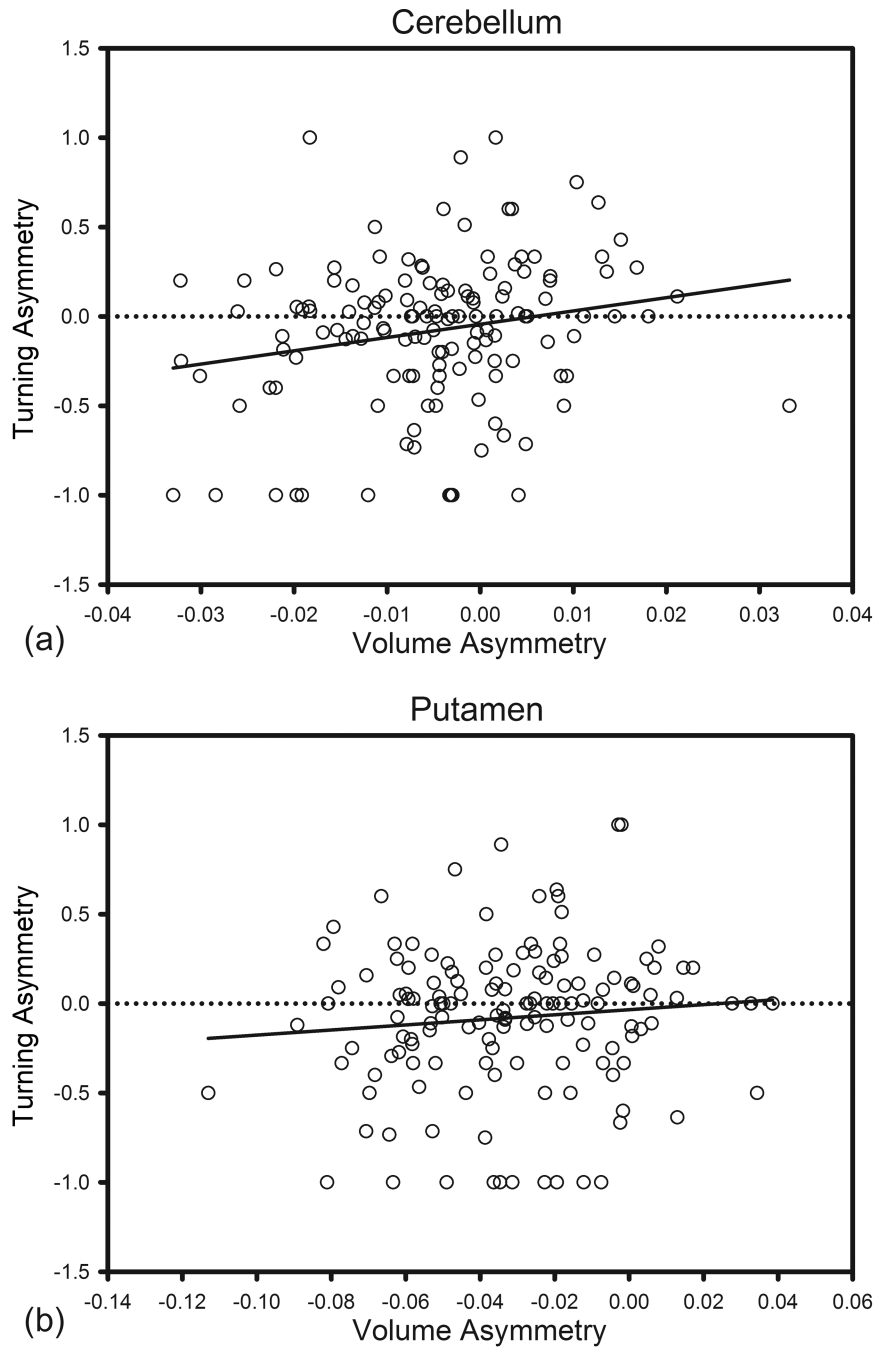 Cerebellum
1.5
1.0
0.5
0.0
-0.5
-1.0
-1.5
Turning Asymmetry
-0.04 -0.03 -0.02 -0.01 0.00 0.01 0.02 0.03 0.04
Volume Asymmetry
(a)
Putamen
1.5
1.0
0.5
0.0
-0.5
-1.0
-1.5
Turning Asymmetry
-0.14 -0.12 -0.10 -0.08 -0.06 -0.04 -0.02 0.00 0.02 0.04 0.06
Volume Asymmetry
(b)